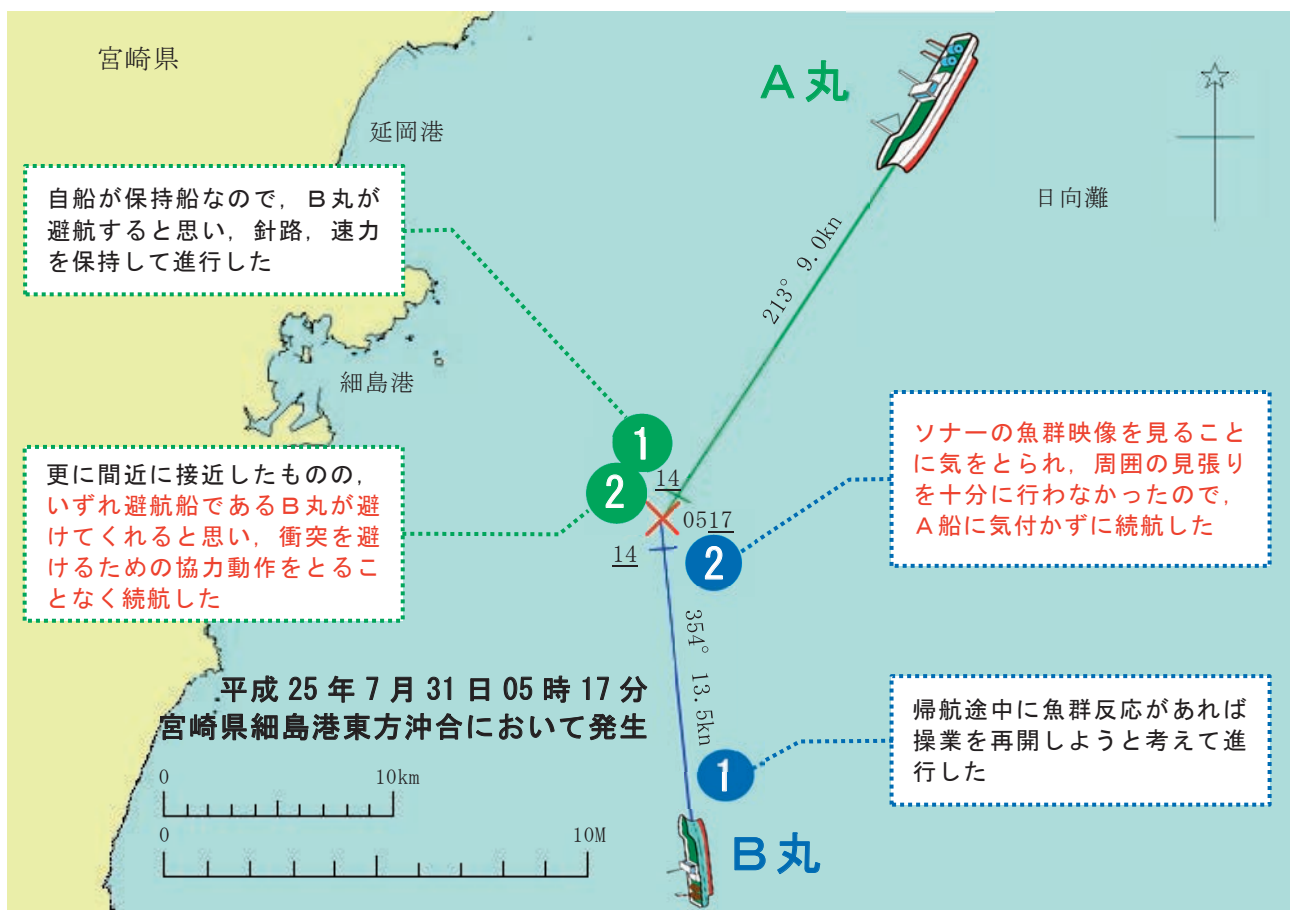 宮崎県
延岡港
A丸
日向灘
自船が保持船なので，B丸が
避航すると思い，針路，速力
を保持して進行した
213° 9.0kn
細島港
1
2
14
0517
14
更に間近に接近したものの，
いずれ避航船であるB丸が避
けてくれると思い，衝突を避
けるための協力動作をとるこ
となく続航した
ソナーの魚群映像を見ること
に気をとられ，周囲の見張り
を十分に行わなかったので，
A船に気付かずに続航した
2
354° 13.5kn
平成25年7月31日05時17分
宮崎県細島港東方沖合において発生
1
帰航途中に魚群反応があれば
操業を再開しようと考えて進
行した
0 10km
0 10M
B丸